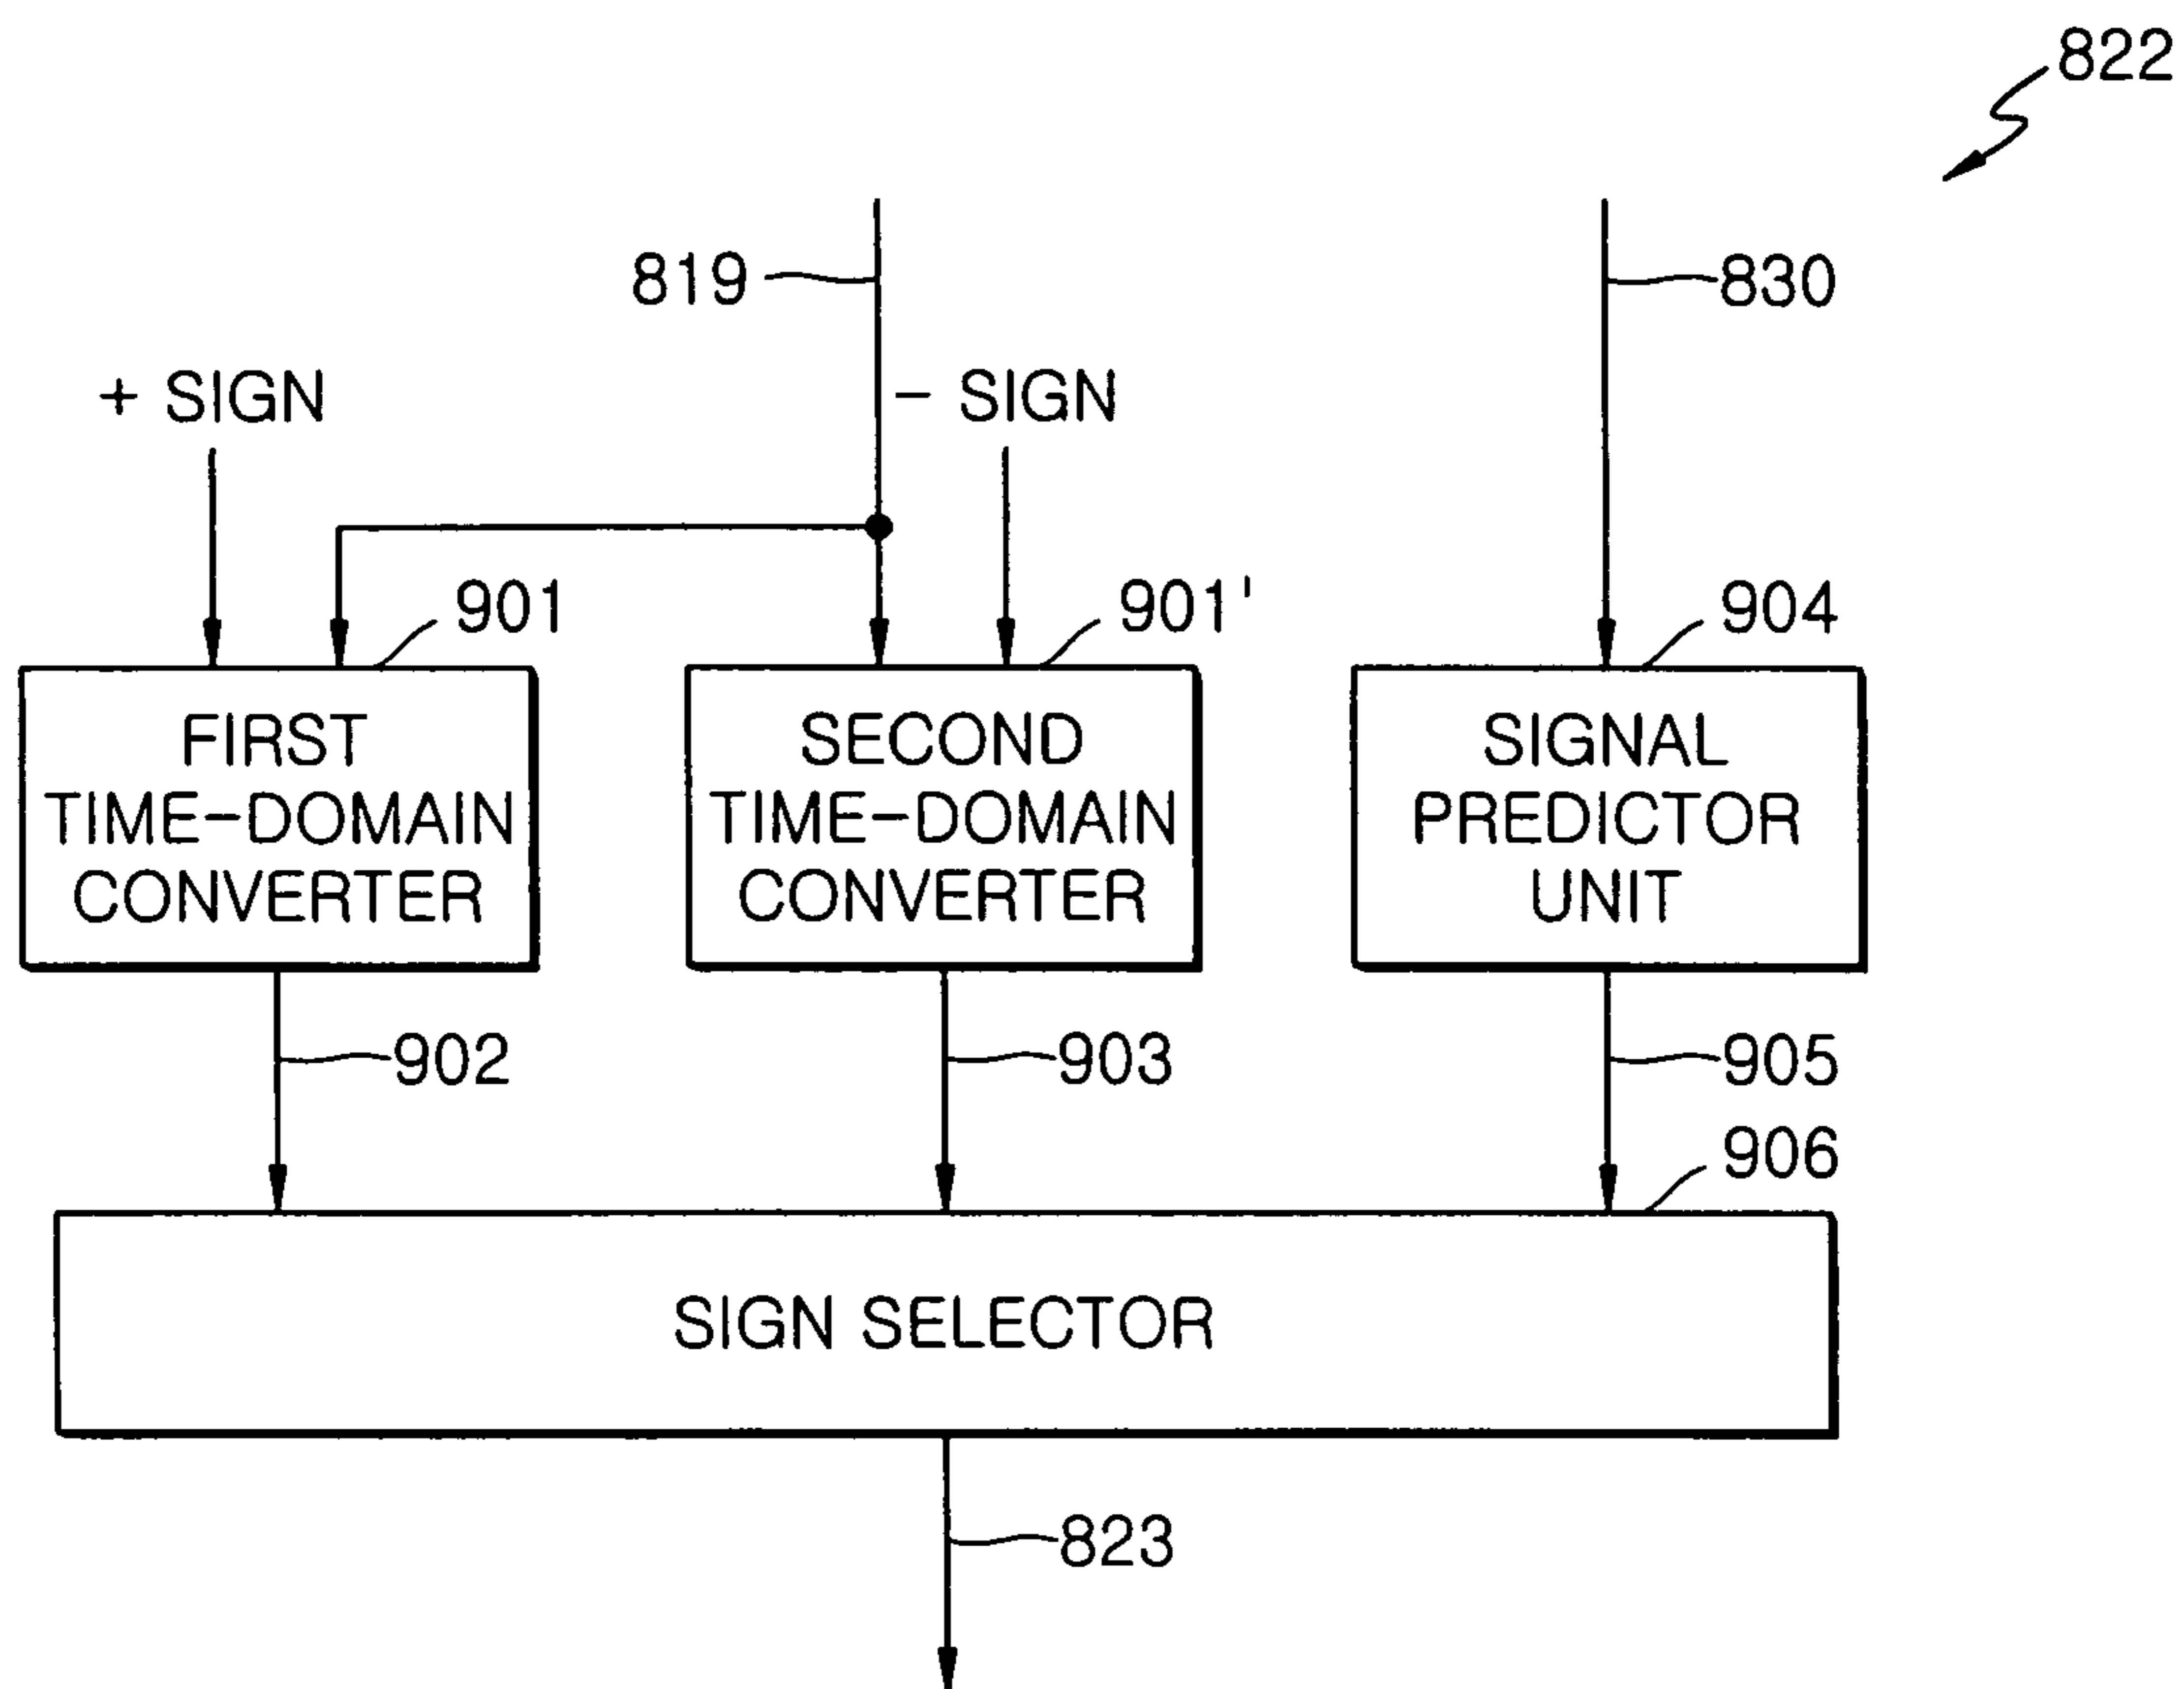 822
819
830
+ SIGN
- SIGN
901
901'
904
FIRST
TIME-DOMAIN
CONVERTER
SECOND
TIME-DOMAIN
CONVERTER
SIGNAL
PREDICTOR
UNIT
902
903
905
906
SIGN SELECTOR
823